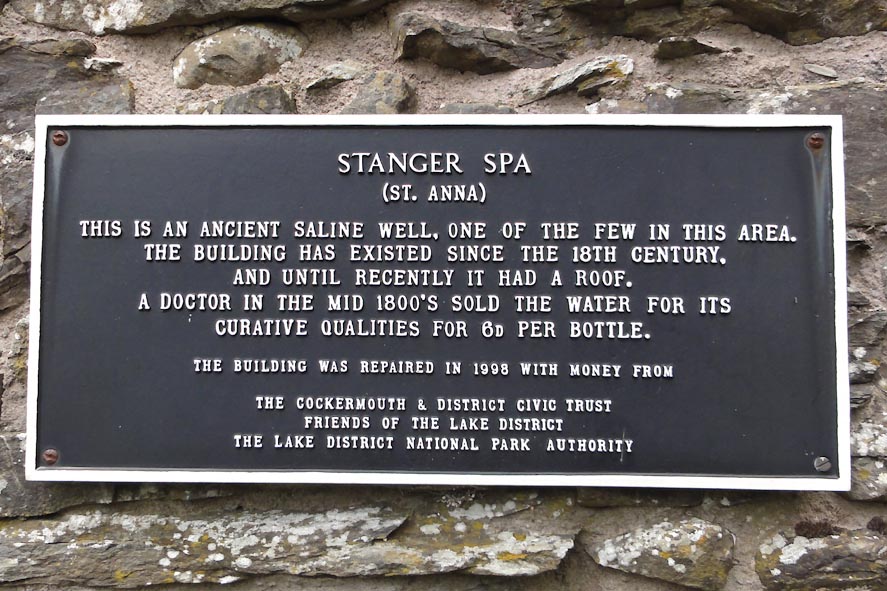 STANGER SPA
(ST. ANNA)
THIS IS AN ANCIENT SALINE WELL, ONE OF THE FEW IN THIS AREA.
THE BUILDING HAS EXISTED SINCE THE 18TH CENTURY.
AND UNTIL RECENTLY IT HAD A ROOF.
A DOCTOR IN THE MID 1800'S SOLD THE WATER FOR ITS
CURATIVE QUALITIES FOR 6D PER BOTTLE.
THE BUILDING WAS REPAIRED IN 1998 WITH MONEY FROM
THE COCKERMOUTH & DISTRICT CIVIC TRUST
FRIENDS OF THE LAKE DISTRICT
THE LAKE DISTRICT NATIONAL PARK AUTHORITY